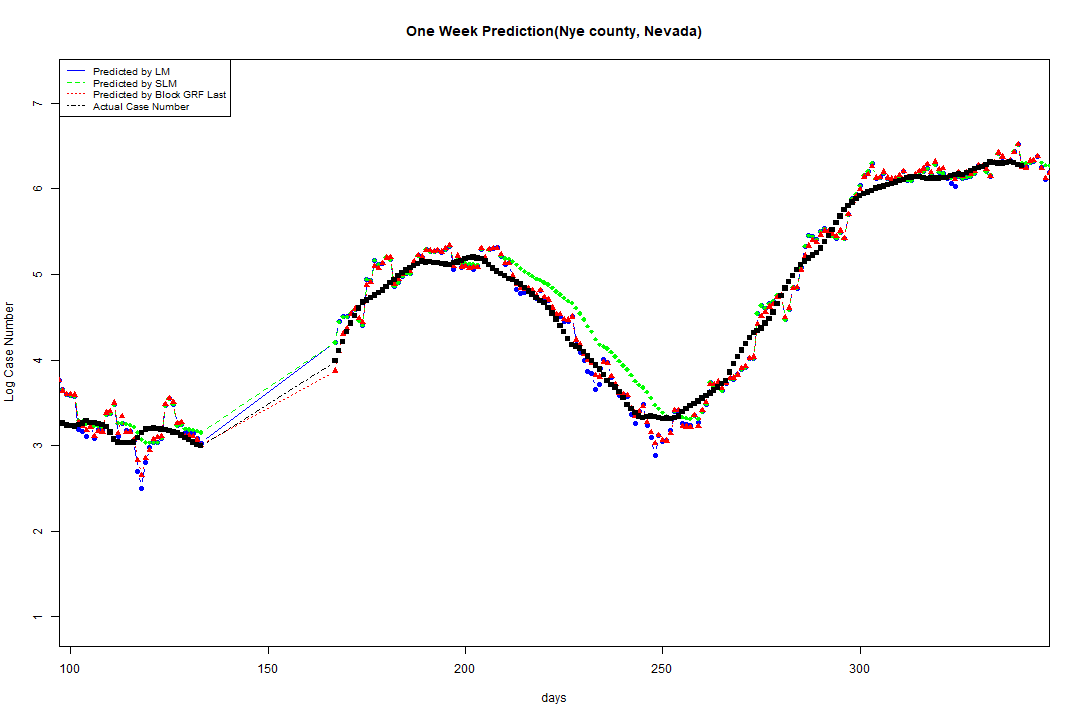 One Week Prediction(Nye county, Nevada)
Predicted by LM
Predicted by SLM
Predicted by Block GRF Last
Actual Case Number
7
6
5
4
3
2
1
Log Case Number
100 150 200 250 300
days